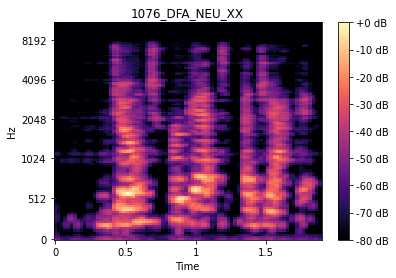 1076_DFA_NEU_XX
8192
4096
2048
1024
512
0
Hz
0
0.5
1
1.5
Time
+0 dB
-10 dB
-20 dB
-30 dB
-40 dB
-50 dB
-60 dB
-70 dB
-80 dB